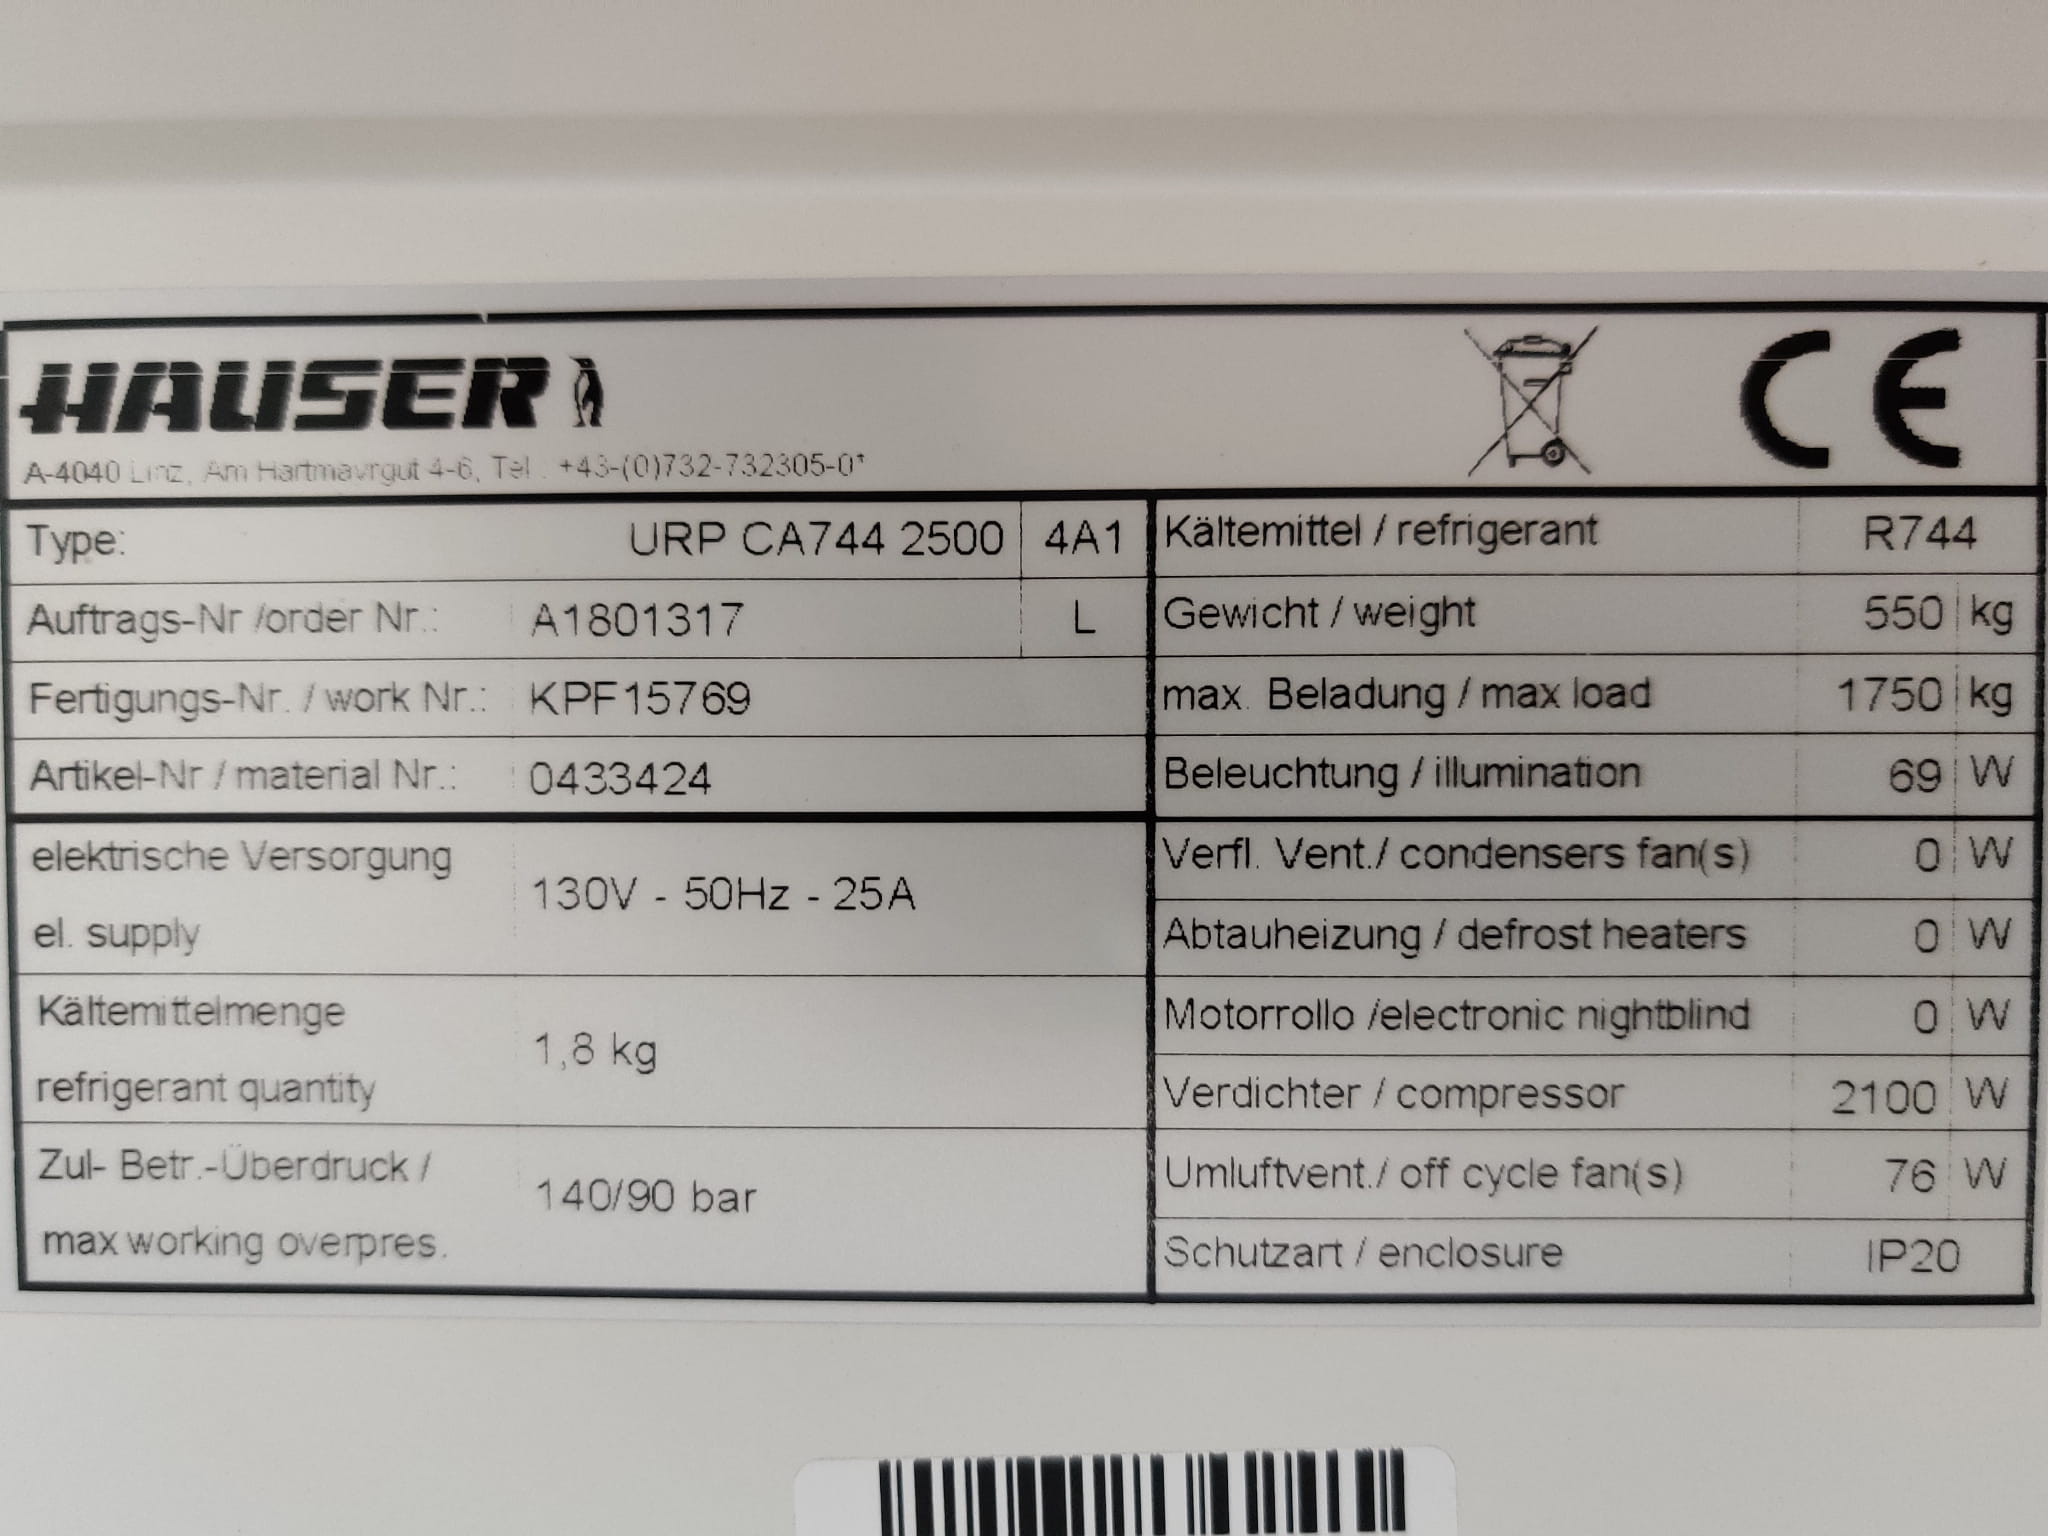 HAUSER
A-4040 Linz, Am Hartmayrgut 4-6, Tel.: +43-(0)732-732305-0*
CE
Type: URP CA744 2500 4A1
Auftrags-Nr /order Nr.: A1801317 L
Fertigungs-Nr. / work Nr.: KPF15769
Artikel-Nr / material Nr.: 0433424
elektrische Versorgung
el. supply
130V - 50Hz - 25A
Kältemittelmenge
refrigerant quantity
1,8 kg
Zul- Betr.-Überdruck /
max working overpres.
140/90 bar
Kältemittel / refrigerant R744
Gewicht / weight 550 kg
max. Beladung / max load 1750 kg
Beleuchtung / illumination 69 W
Verfl. Vent./ condensers fan(s) 0 W
Abtauheizung / defrost heaters 0 W
Motorrollo /electronic nightblind 0 W
Verdichter / compressor 2100 W
Umluftvent./ off cycle fan(s) 76 W
Schutzart / enclosure IP20